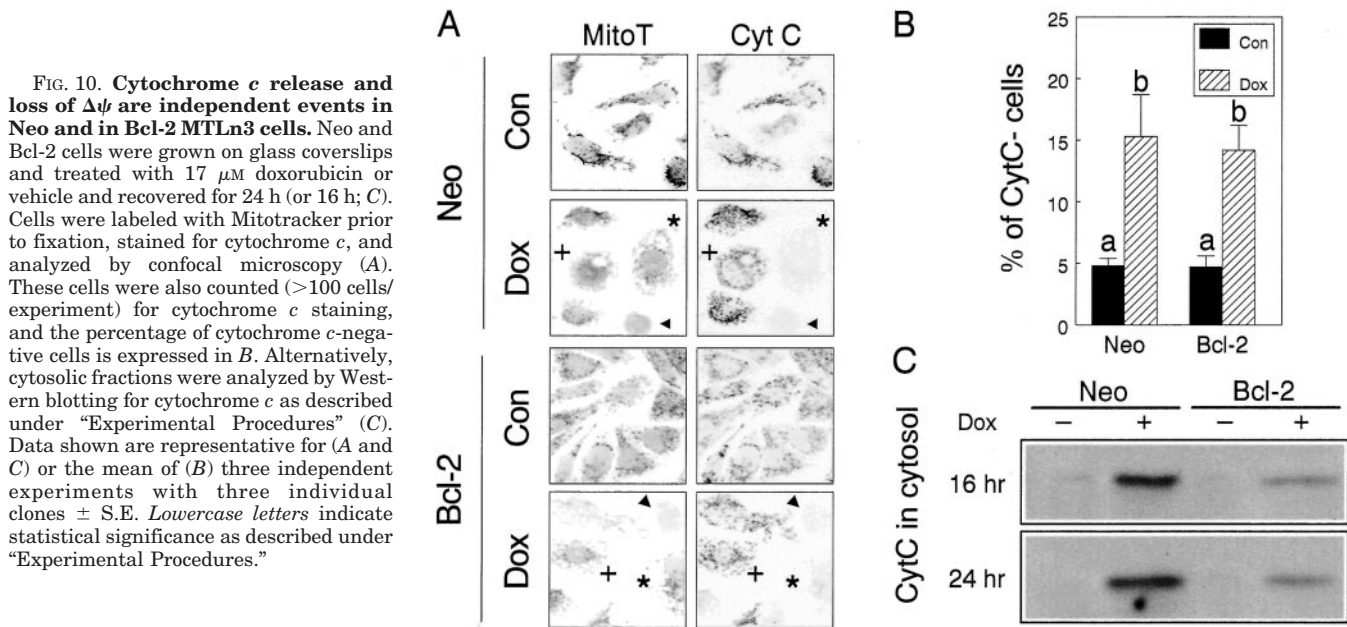 FIG. 10. Cytochrome c release and
loss of Δψ are independent events in
Neo and in Bcl-2 MTLn3 cells. Neo and
Bcl-2 cells were grown on glass coverslips
and treated with 17 μM doxorubicin or
vehicle and recovered for 24 h (or 16 h; C).
Cells were labeled with Mitotracker prior
to fixation, stained for cytochrome c, and
analyzed by confocal microscopy (A).
These cells were also counted (>100 cells/
experiment) for cytochrome c staining,
and the percentage of cytochrome c-nega-
tive cells is expressed in B. Alternatively,
cytosolic fractions were analyzed by West-
ern blotting for cytochrome c as described
under “Experimental Procedures” (C).
Data shown are representative for (A and
C) or the mean of (B) three independent
experiments with three individual
clones ± S.E. Lowercase letters indicate
statistical significance as described under
“Experimental Procedures.”
A
MitoT Cyt C
Neo
Con
Dox
* *
+ +
Bcl-2
Con
Dox
+ * + *
B
% of CytC- cells
25
20
15
10
5
0
Con
Dox
a b a b
Neo Bcl-2
C
Neo Bcl-2
Dox − + − +
CytC in cytosol
16 hr
24 hr